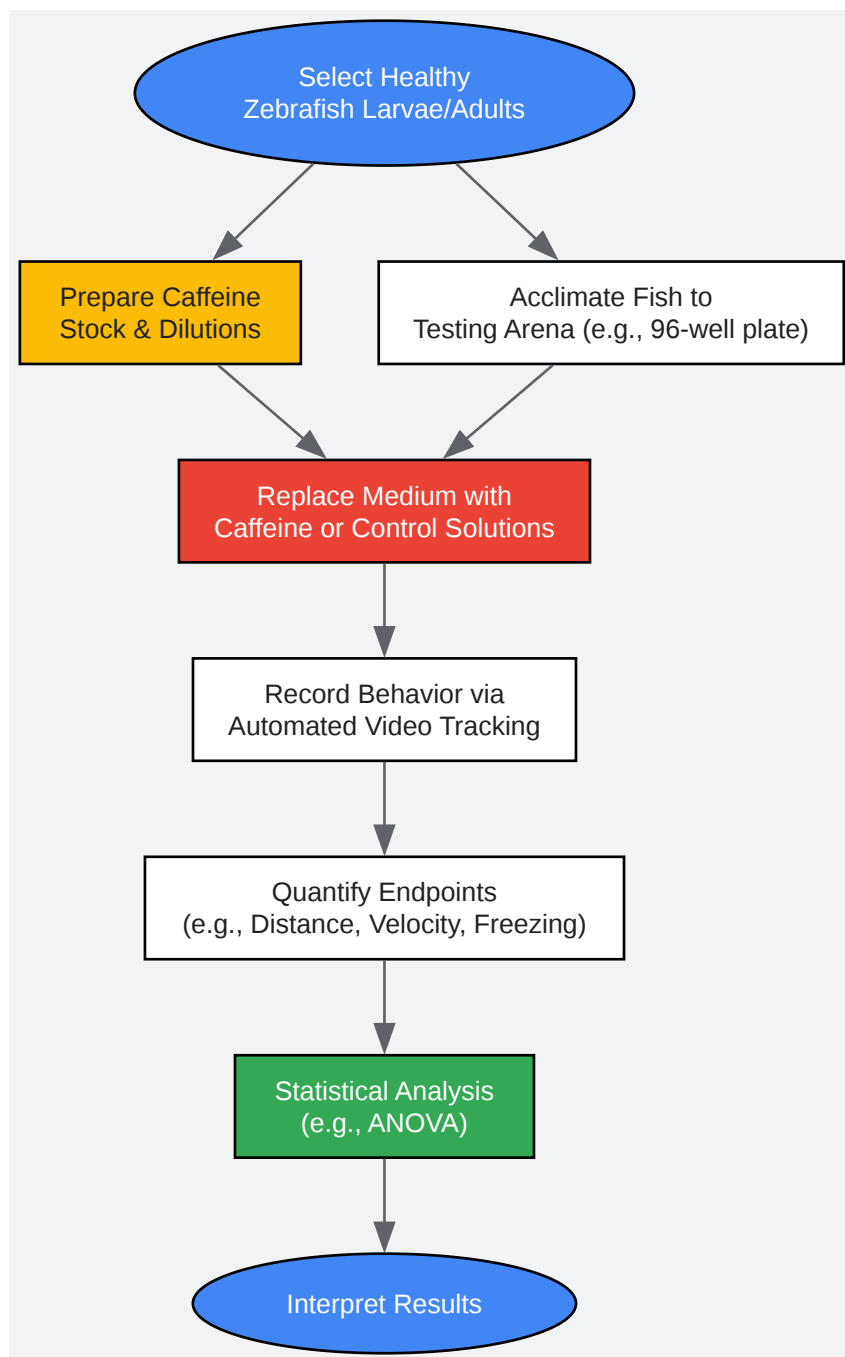 Select Healthy
Zebrafish Larvae/Adults
Prepare Caffeine
Stock & Dilutions
Acclimate Fish to
Testing Arena (e.g., 96-well plate)
Replace Medium with
Caffeine or Control Solutions
Record Behavior via
Automated Video Tracking
Quantify Endpoints
(e.g., Distance, Velocity, Freezing)
Statistical Analysis
(e.g., ANOVA)
Interpret Results